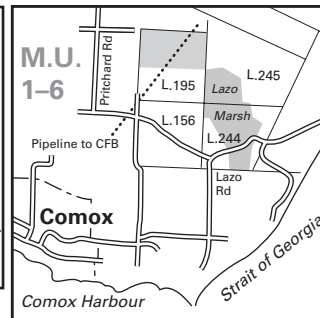 M.U.
1–6
Pritchard Rd
L.195
Lazo
L.245
L.156
Marsh
L.244
Pipeline to CFB
Lazo
Rd
Comox
Strait of Georgia
Comox Harbour